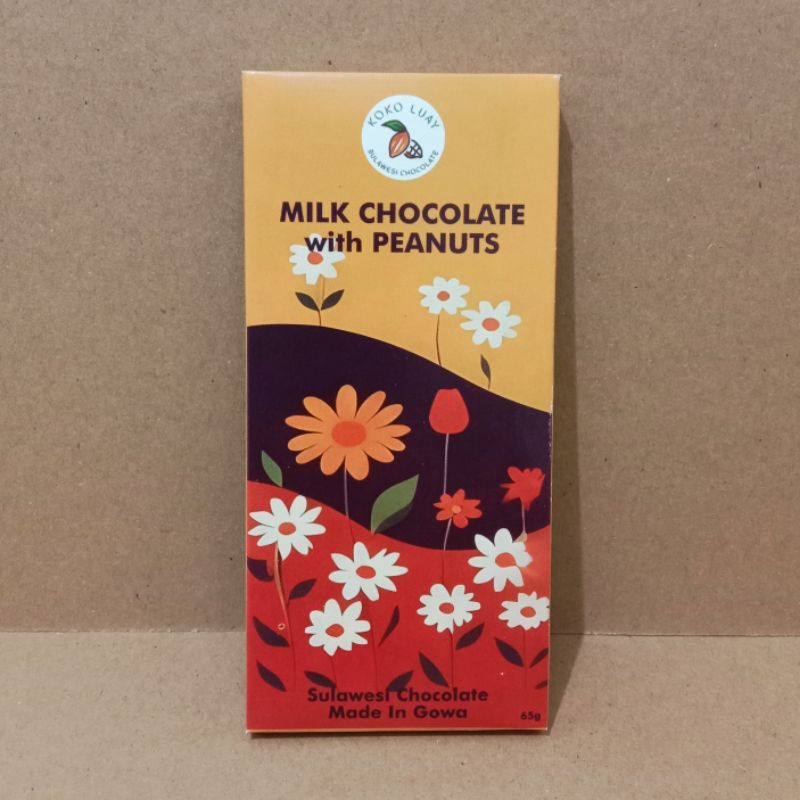 KOKO LUAY
SULAWESI CHOCOLATE
MILK CHOCOLATE
with PEANUTS
Sulawesi Chocolate
Made In Gowa
65g